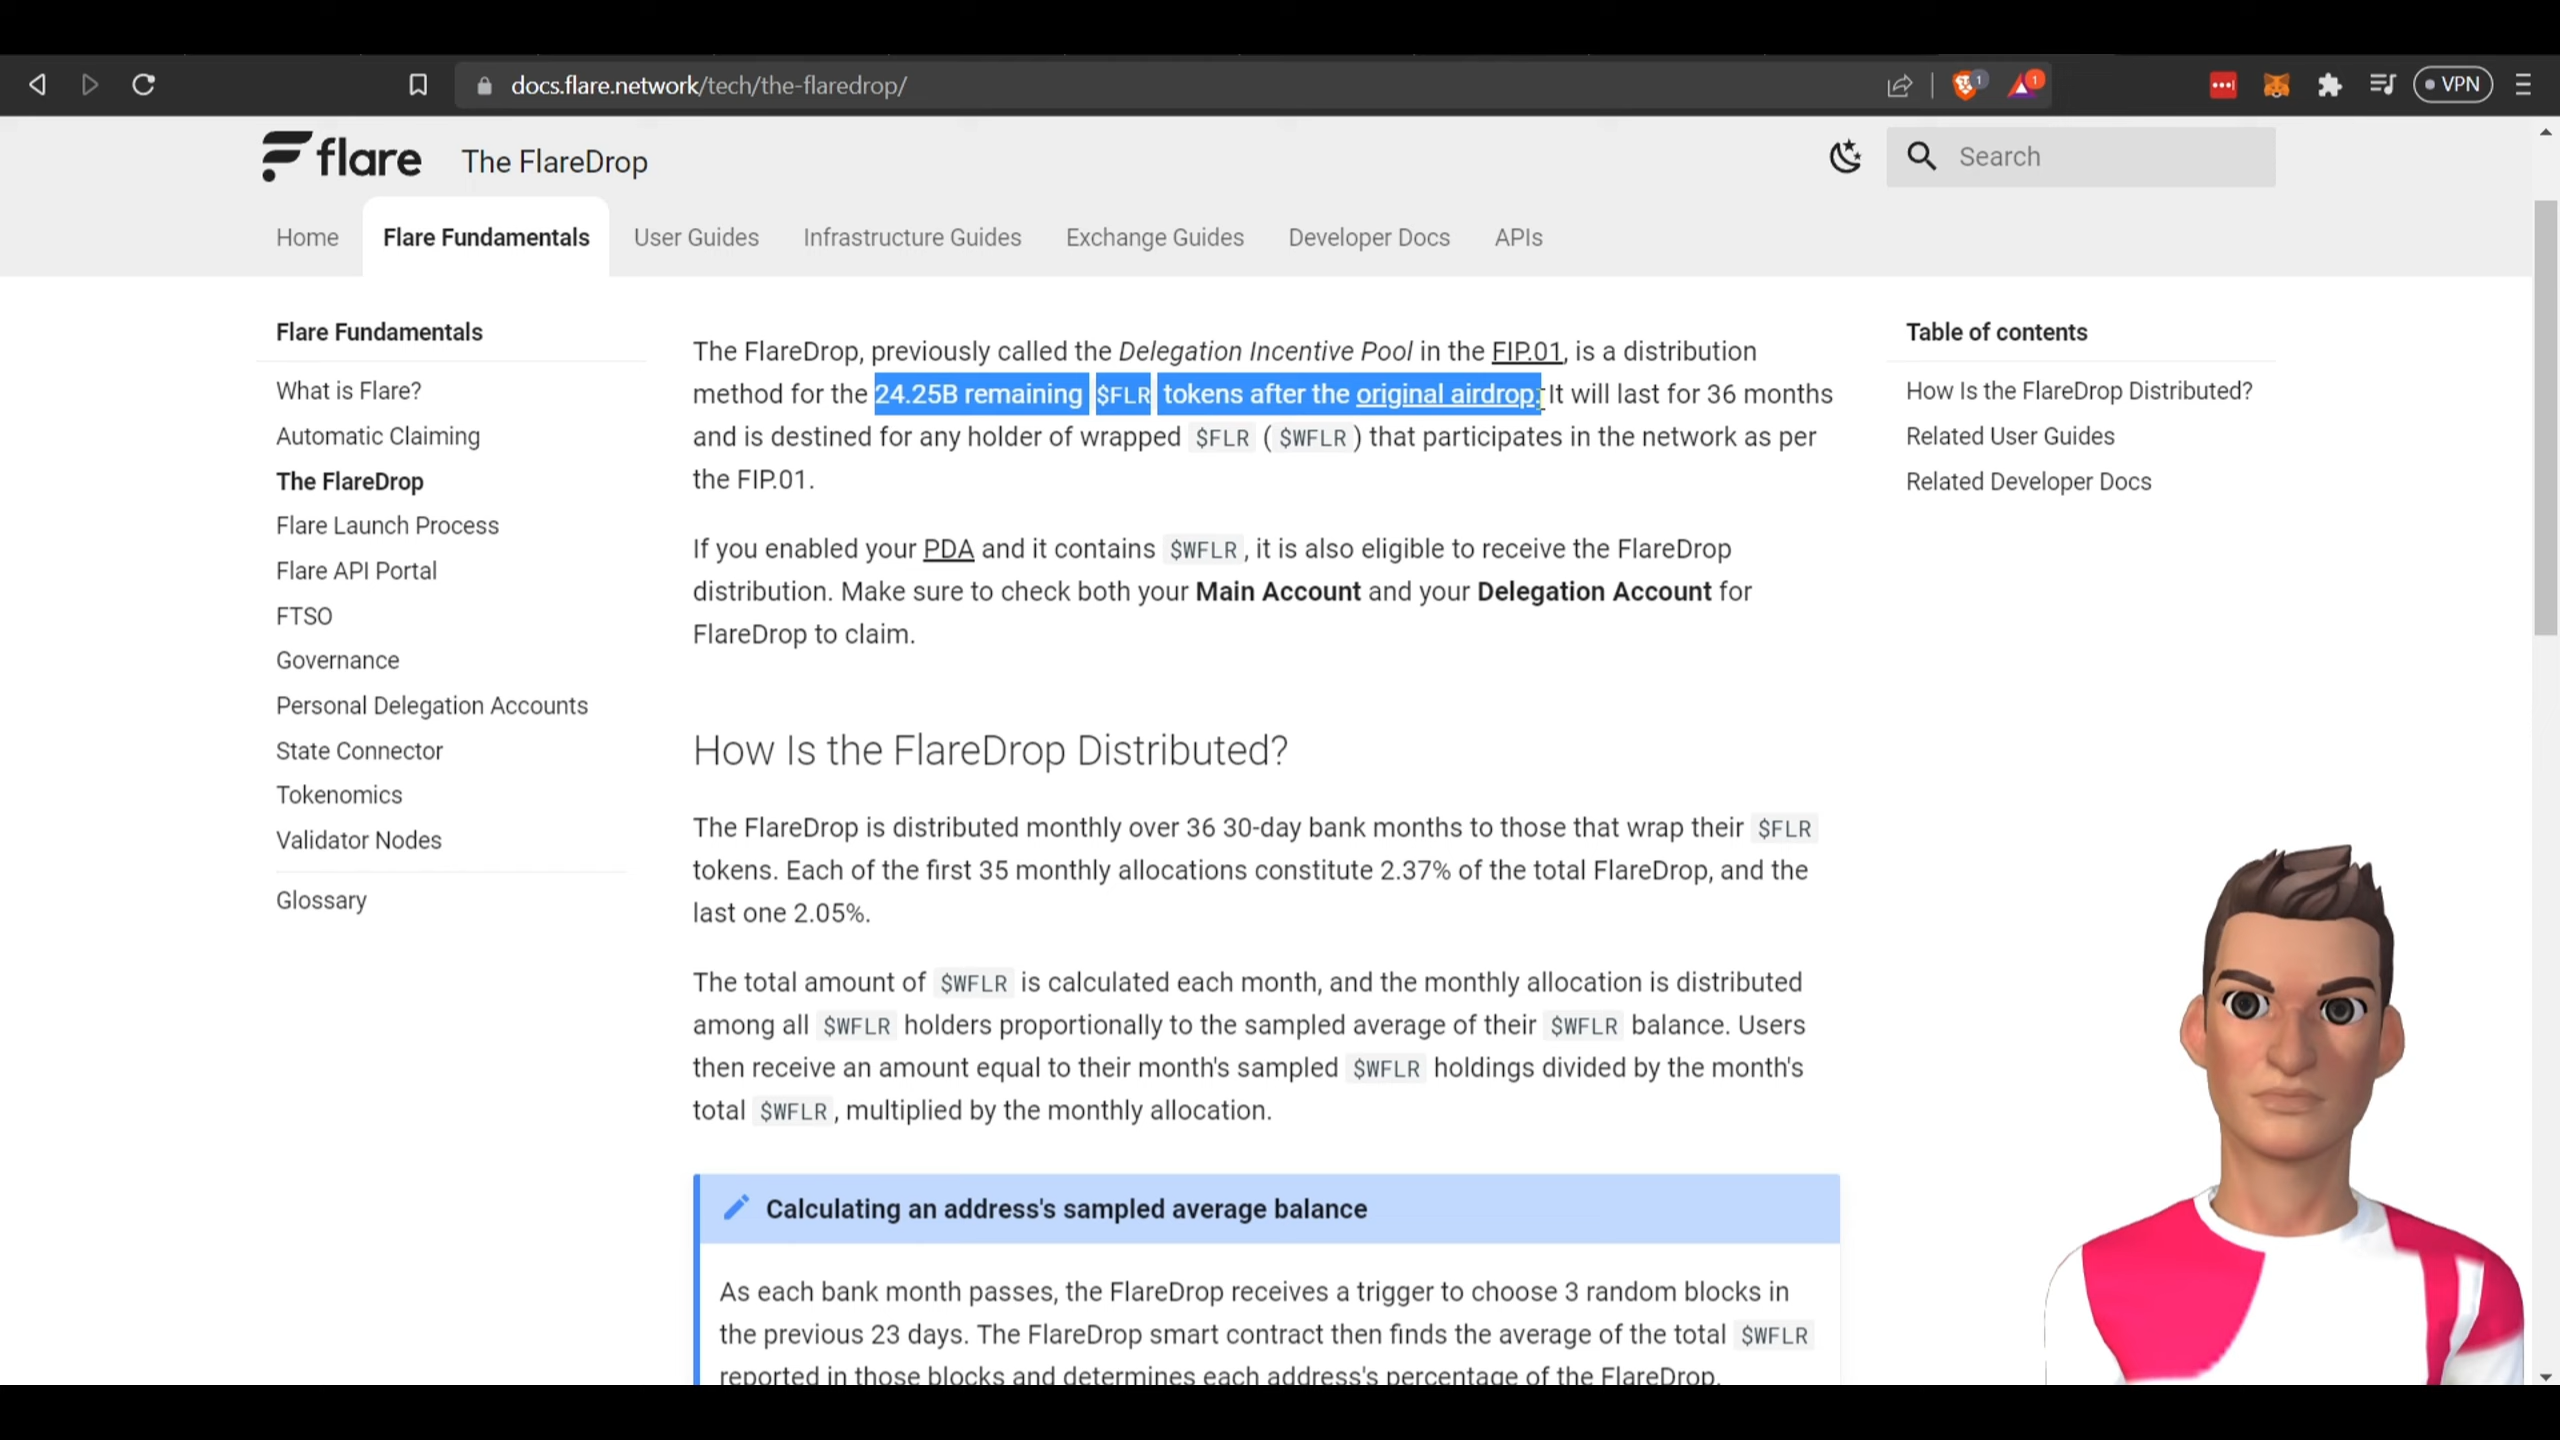 docs.flare.network/tech/the-flaredrop/
1
1
VPN
flare
The FlareDrop
Search
Home
Flare Fundamentals
User Guides
Infrastructure Guides
Exchange Guides
Developer Docs
APIs
Flare Fundamentals
What is Flare?
Automatic Claiming
The FlareDrop
Flare Launch Process
Flare API Portal
FTSO
Governance
Personal Delegation Accounts
State Connector
Tokenomics
Validator Nodes
Glossary
The FlareDrop, previously called the Delegation Incentive Pool in the FIP.01, is a distribution
method for the 24.25B remaining $FLR tokens after the original airdrop. It will last for 36 months
and is destined for any holder of wrapped $FLR ( $WFLR ) that participates in the network as per
the FIP.01.
If you enabled your PDA and it contains $WFLR , it is also eligible to receive the FlareDrop
distribution. Make sure to check both your Main Account and your Delegation Account for
FlareDrop to claim.
How Is the FlareDrop Distributed?
The FlareDrop is distributed monthly over 36 30-day bank months to those that wrap their $FLR
tokens. Each of the first 35 monthly allocations constitute 2.37% of the total FlareDrop, and the
last one 2.05%.
The total amount of $WFLR is calculated each month, and the monthly allocation is distributed
among all $WFLR holders proportionally to the sampled average of their $WFLR balance. Users
then receive an amount equal to their month's sampled $WFLR holdings divided by the month's
total $WFLR , multiplied by the monthly allocation.
Calculating an address's sampled average balance
As each bank month passes, the FlareDrop receives a trigger to choose 3 random blocks in
the previous 23 days. The FlareDrop smart contract then finds the average of the total $WFLR
reported in those blocks and determines each address's percentage of the FlareDrop.
Table of contents
How Is the FlareDrop Distributed?
Related User Guides
Related Developer Docs